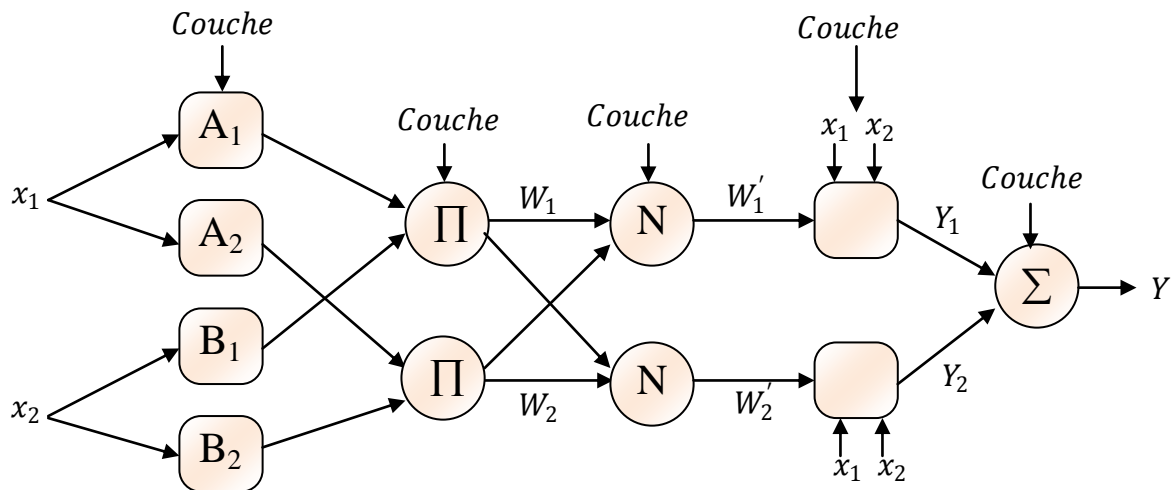 Couche
Couche
Couche
Couche
Couche
x₁
x₂
A₁
A₂
B₁
B₂
∏
∏
W₁
W₂
N
N
W₁′
W₂′
x₁ x₂
x₁ x₂
Y₁
Y₂
Σ
Y